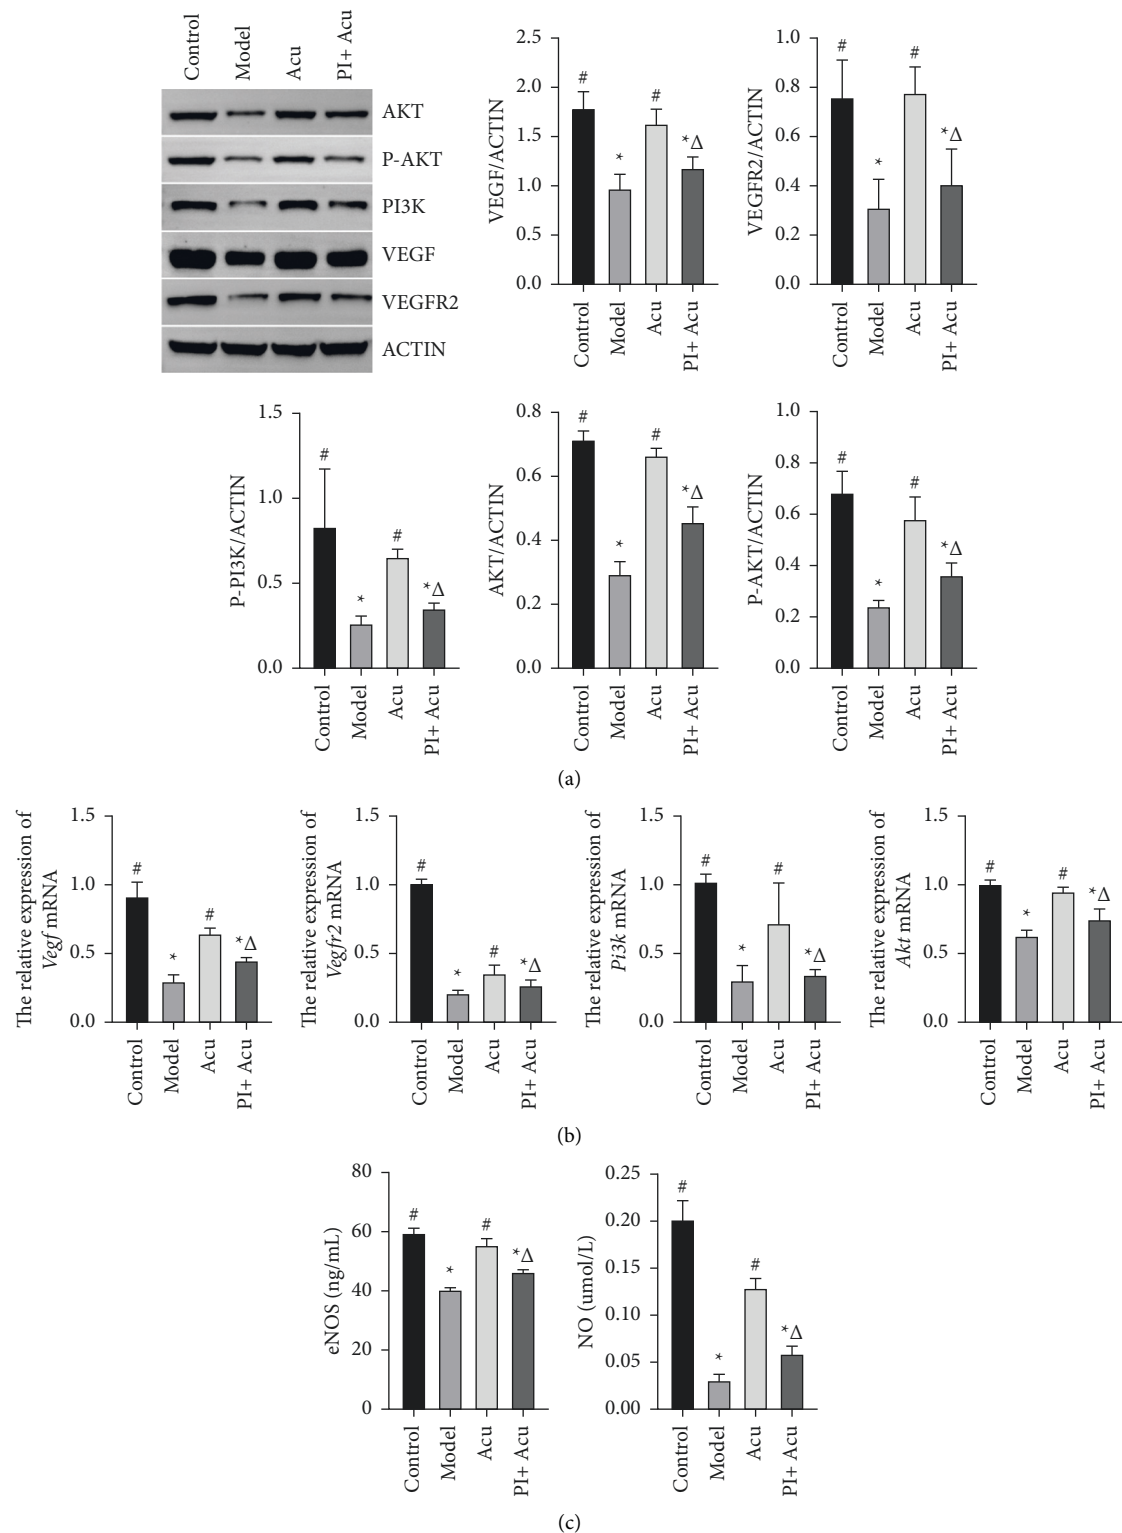 Control
Model
Acu
PI+ Acu
AKT
P-AKT
PI3K
VEGF
VEGFR2
ACTIN
VEGF/ACTIN
2.5
2.0
1.5
1.0
0.5
0.0
#
*
#
*Δ
Control
Model
Acu
PI+ Acu
VEGFR2/ACTIN
1.0
0.8
0.6
0.4
0.2
0.0
#
*
#
*Δ
Control
Model
Acu
PI+ Acu
P-PI3K/ACTIN
1.5
1.0
0.5
0.0
#
*
#
*Δ
Control
Model
Acu
PI+ Acu
AKT/ACTIN
0.8
0.6
0.4
0.2
0.0
#
*
#
*Δ
Control
Model
Acu
PI+ Acu
P-AKT/ACTIN
1.0
0.8
0.6
0.4
0.2
0.0
#
*
#
*Δ
Control
Model
Acu
PI+ Acu
(a)
The relative expression of
Vegf mRNA
1.5
1.0
0.5
0.0
#
*
#
*Δ
Control
Model
Acu
PI+ Acu
The relative expression of
Vegfr2 mRNA
1.5
1.0
0.5
0.0
#
*
#
*Δ
Control
Model
Acu
PI+ Acu
The relative expression of
Pi3k mRNA
1.5
1.0
0.5
0.0
#
*
#
*Δ
Control
Model
Acu
PI+ Acu
The relative expression of
Akt mRNA
1.5
1.0
0.5
0.0
#
*
#
*Δ
Control
Model
Acu
PI+ Acu
(b)
eNOS (ng/mL)
80
60
40
20
0
#
*
#
*Δ
Control
Model
Acu
PI+ Acu
NO (umol/L)
0.25
0.20
0.15
0.10
0.05
0.00
#
*
#
*Δ
Control
Model
Acu
PI+ Acu
(c)